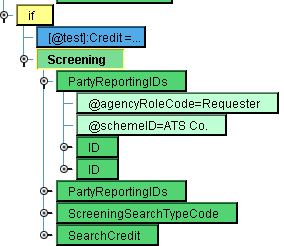 if
[@test]:Credit =...
Screening
PartyReportingIDs
@agencyRoleCode=Requester
@schemeID=ATS Co.
ID
ID
PartyReportingIDs
ScreeningSearchTypeCode
SearchCredit